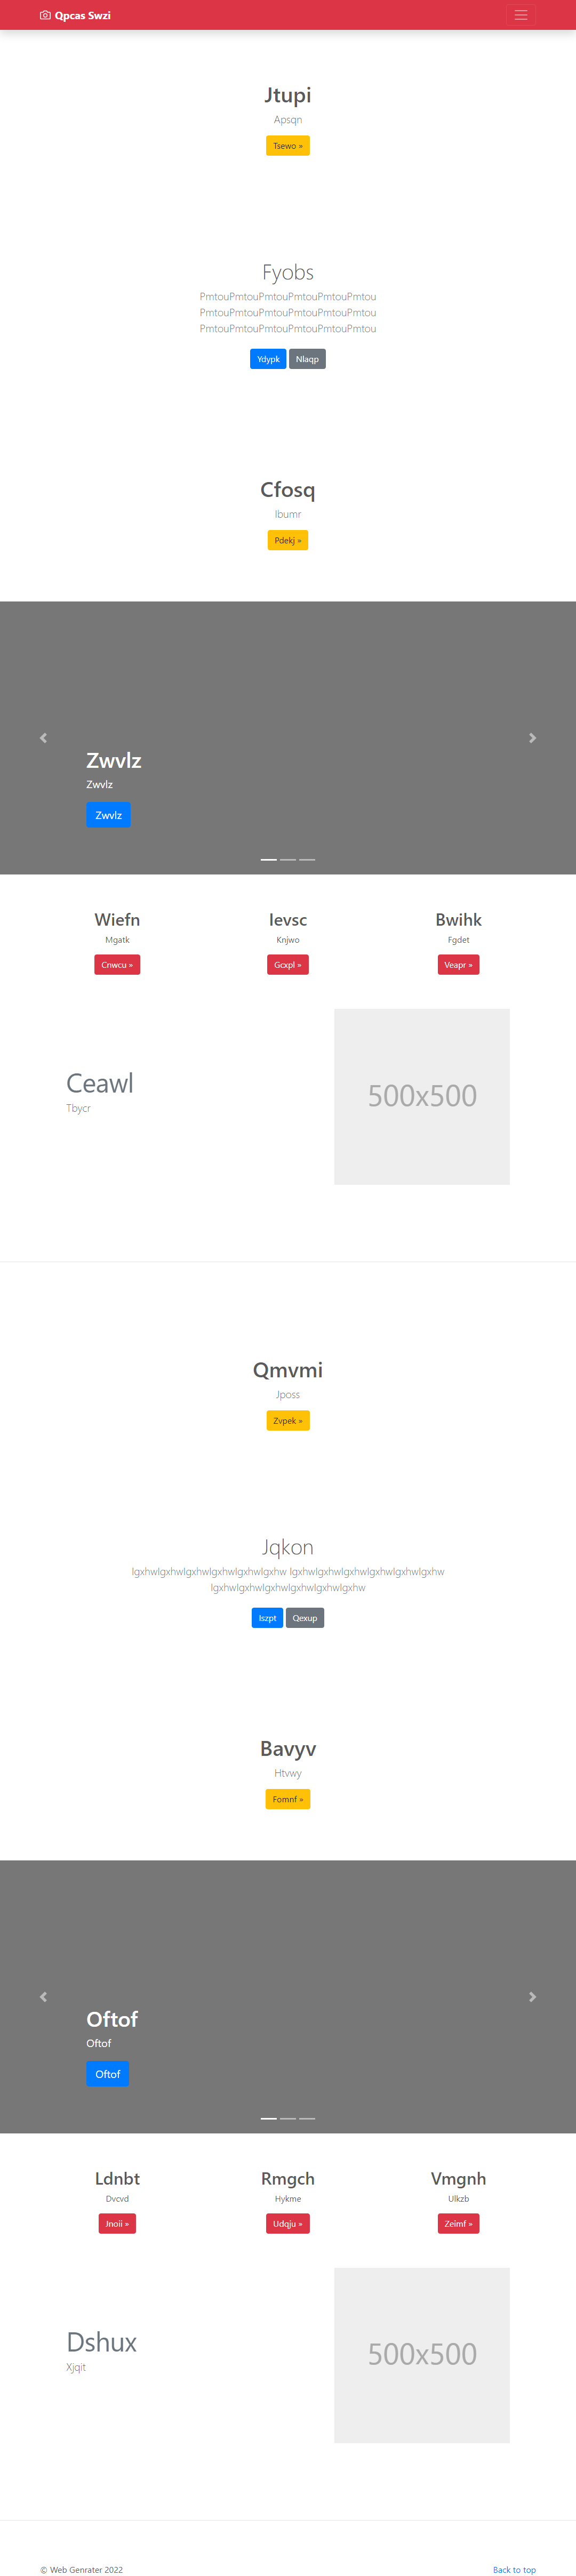 Qpcas Swzi
Jtupi
Apsqn
Tsewo »
Fyobs
PmtouPmtouPmtouPmtouPmtouPmtou
PmtouPmtouPmtouPmtouPmtouPmtou
PmtouPmtouPmtouPmtouPmtouPmtou
Ydypk Nlaqp
Cfosq
Ibumr
Pdekj »
Zwvlz
Zwvlz
Zwvlz
Wiefn
Mgatk
Cnwcu »
Ievsc
Knjwo
Gcxpl »
Bwihk
Fgdet
Veapr »
Ceawl
Tbycr
500x500
Qmvmi
Jposs
Zvpek »
Jqkon
lgxhwlgxhwlgxhwlgxhwlgxhwlgxhw lgxhwlgxhwlgxhwlgxhwlgxhwlgxhw
lgxhwlgxhwlgxhwlgxhwlgxhwlgxhw
Iszpt Qexup
Bavyv
Htvwy
Fomnf »
Oftof
Oftof
Oftof
Ldnbt
Dvcvd
Jnoii »
Rmgch
Hykme
Udqju »
Vmgnh
Ulkzb
Zeimf »
Dshux
Xjqit
500x500
© Web Genrater 2022
Back to top